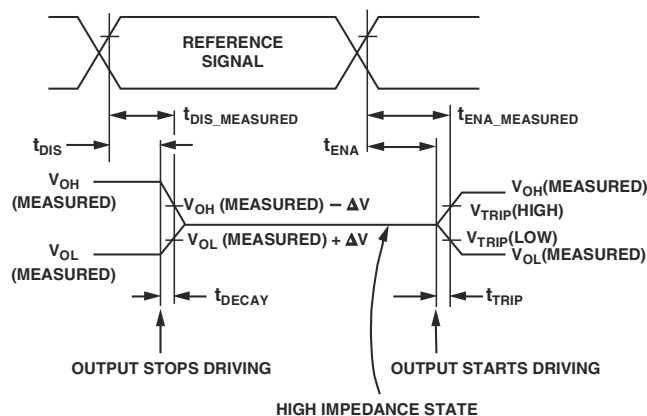 REFERENCE
SIGNAL
tDIS_MEASURED
tENA_MEASURED
tDIS
tENA
VOH
(MEASURED)
VOH (MEASURED) – ΔV
VOH(MEASURED)
VTRIP(HIGH)
VOL
(MEASURED)
VOL (MEASURED) + ΔV
VTRIP(LOW)
VOL(MEASURED)
tDECAY
tTRIP
OUTPUT STOPS DRIVING
OUTPUT STARTS DRIVING
HIGH IMPEDANCE STATE